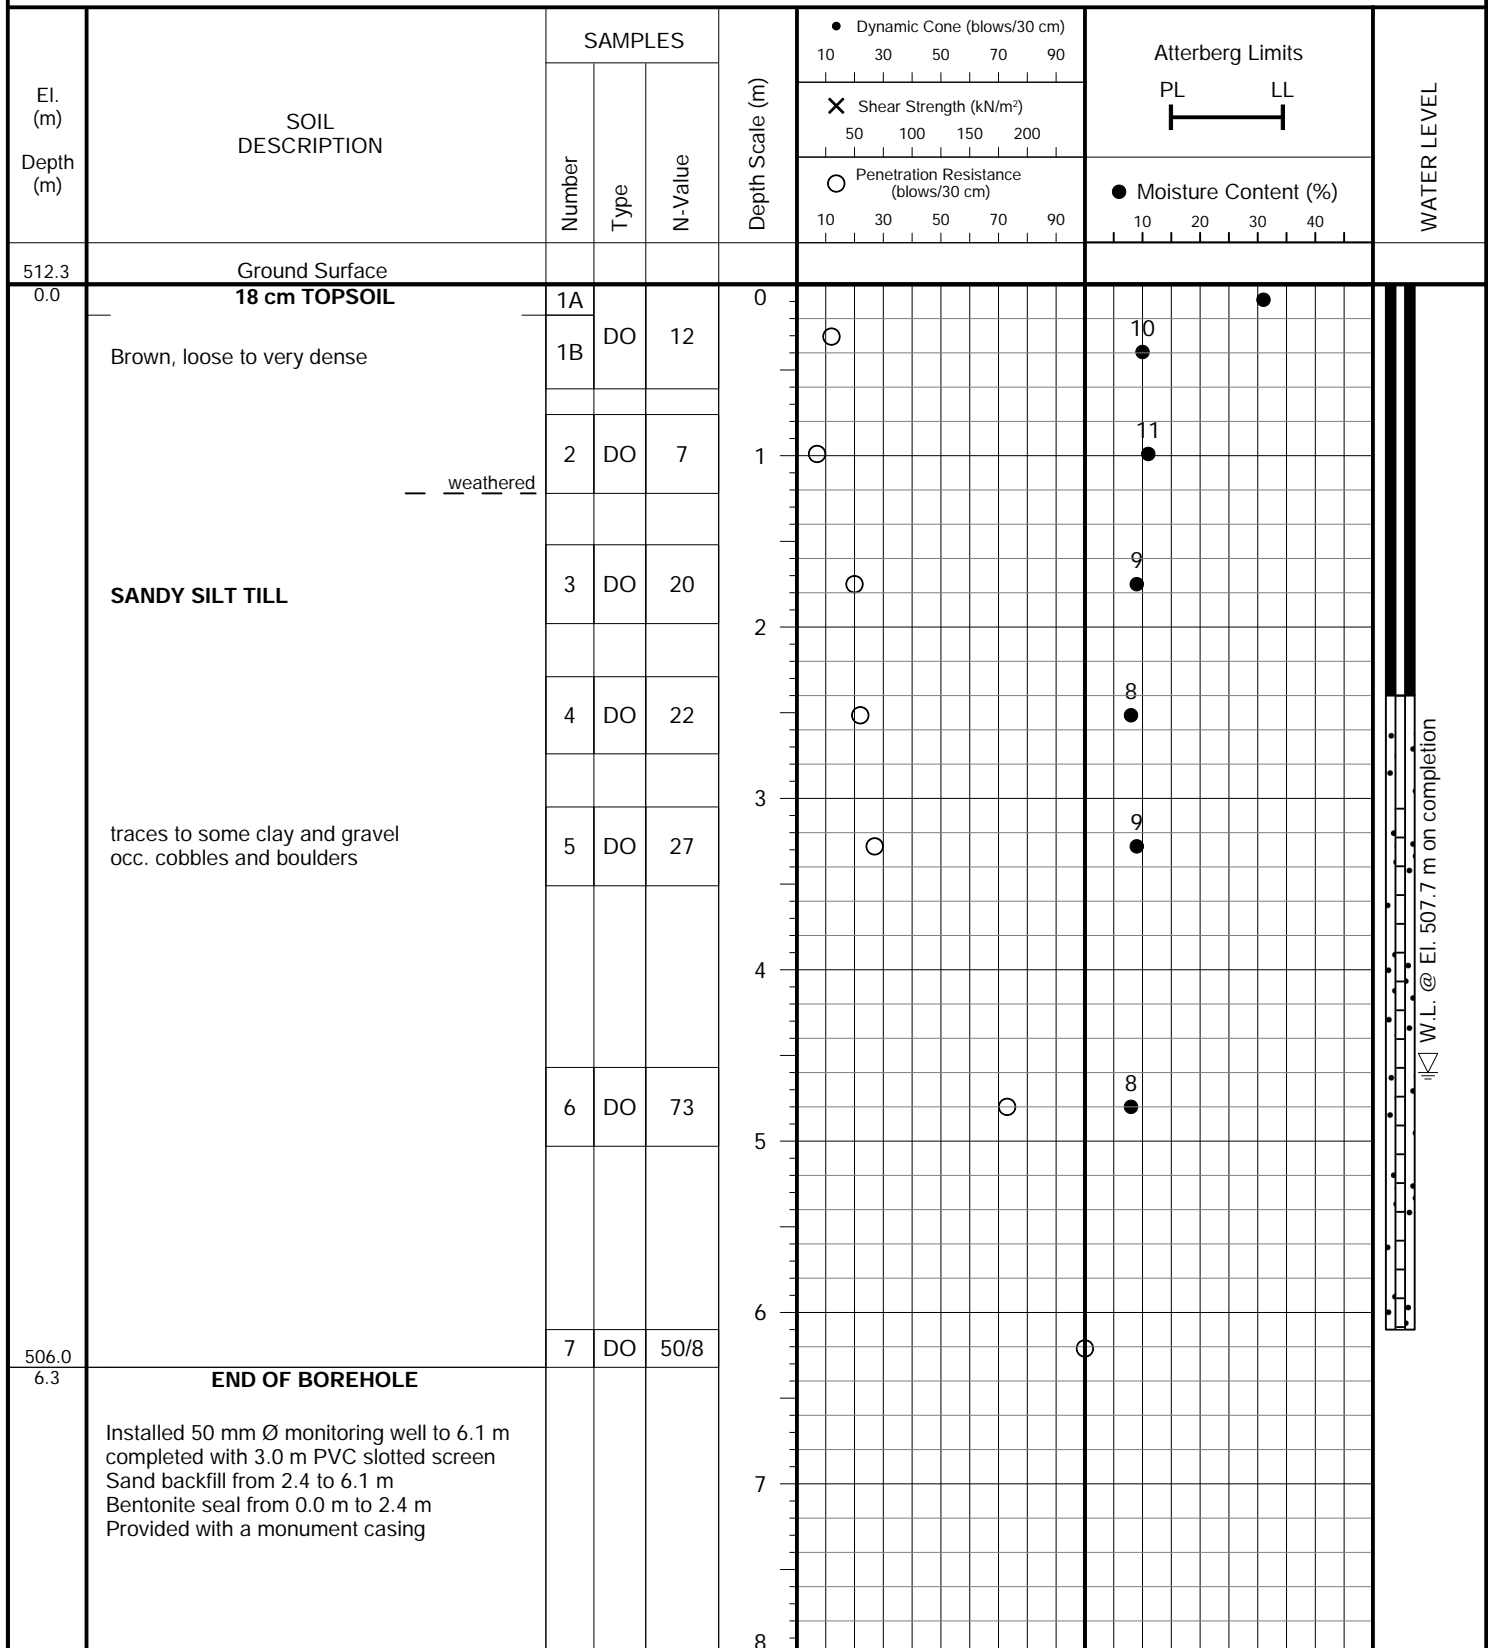 El.
(m)
Depth
(m)
SOIL
DESCRIPTION
SAMPLES
Number
Type
N-Value
Depth Scale (m)
Dynamic Cone (blows/30 cm)
10 30 50 70 90
Shear Strength (kN/m²)
50 100 150 200
Penetration Resistance
(blows/30 cm)
10 30 50 70 90
Atterberg Limits
PL LL
Moisture Content (%)
10 20 30 40
WATER LEVEL
512.3
Ground Surface
0.0
18 cm TOPSOIL
1A
0
DO 12
10
Brown, loose to very dense
1B
11
2 DO 7
1
weathered
9
3 DO 20
SANDY SILT TILL
2
8
4 DO 22
3
traces to some clay and gravel
occ. cobbles and boulders
5 DO 27
9
4
W.L. @ El. 507.7 m on completion
8
6 DO 73
5
6
7 DO 50/8
506.0
6.3
END OF BOREHOLE
Installed 50 mm Ø monitoring well to 6.1 m
completed with 3.0 m PVC slotted screen
Sand backfill from 2.4 to 6.1 m
7
Bentonite seal from 0.0 m to 2.4 m
Provided with a monument casing
8